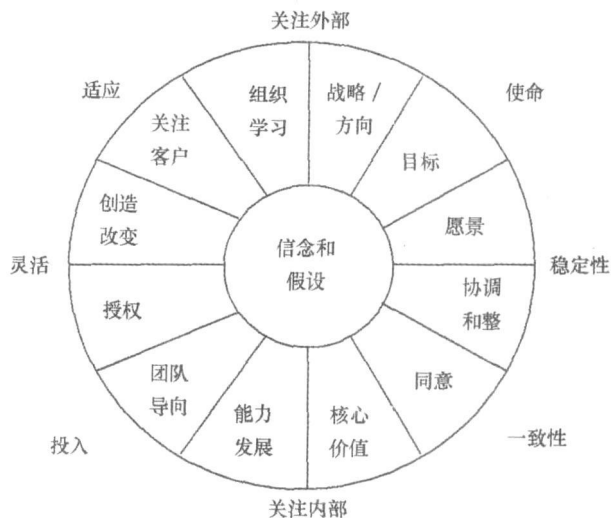 关注外部
适应
使命
组织
学习
战略/
方向
关注
客户
目标
创造
改变
愿景
信念和
假设
灵活
稳定性
授权
协调
和整
团队
导向
同意
能力
发展
核心
价值
投入
一致性
关注内部